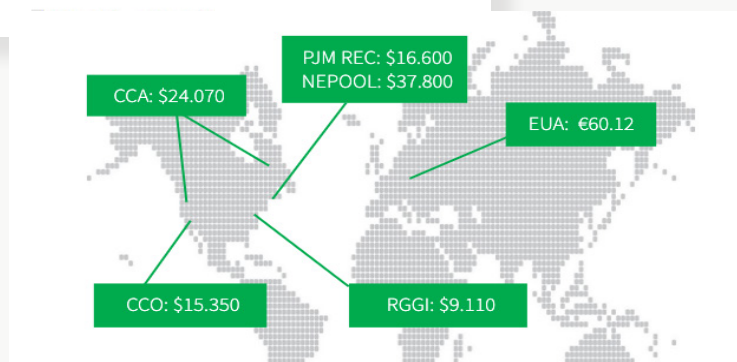 PJM REC: $16.600
NEPOOL: $37.800
CCA: $24.070
EUA: €60.12
CCO: $15.350
RGGI: $9.110